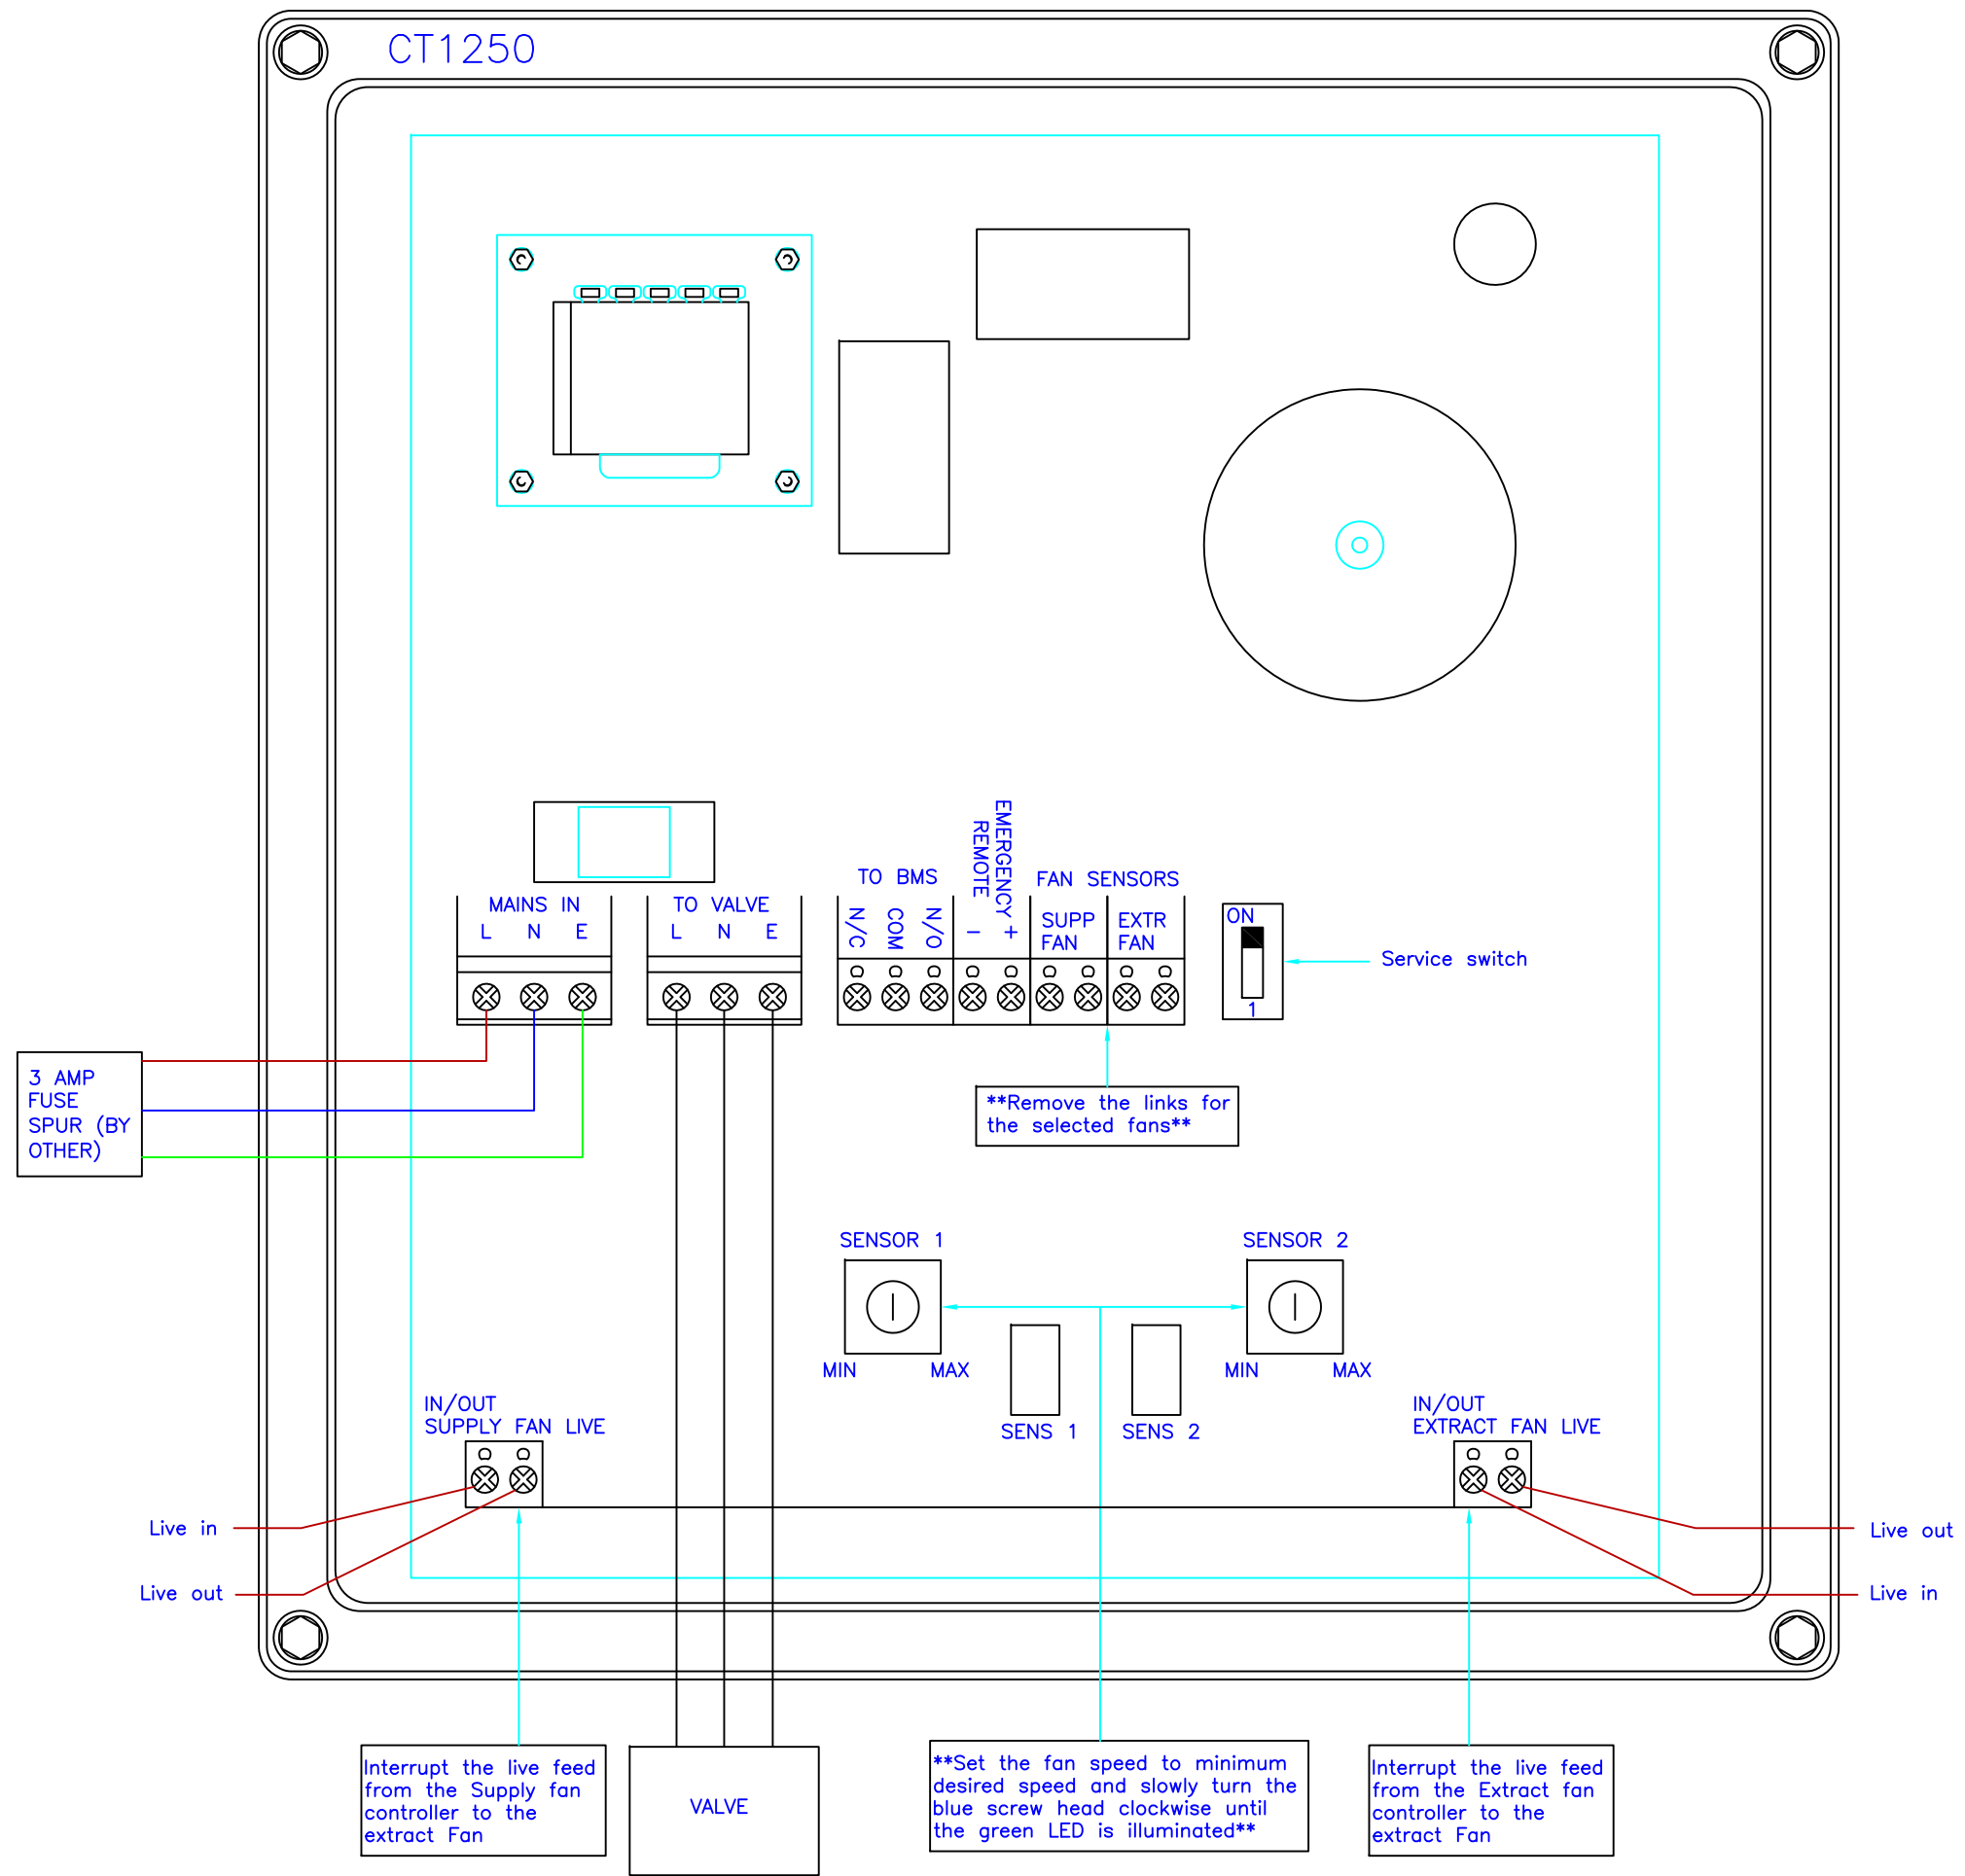 CT1250
MAINS IN
L N E
TO VALVE
L N E
TO BMS
N/C
COM
N/O
REMOTE
EMERGENCY
- +
FAN SENSORS
SUPP
FAN
EXTR
FAN
ON
1
Service switch
3 AMP
FUSE
SPUR (BY
OTHER)
**Remove the links for
the selected fans**
SENSOR 1
MIN MAX
SENSOR 2
MIN MAX
SENS 1
SENS 2
IN/OUT
SUPPLY FAN LIVE
IN/OUT
EXTRACT FAN LIVE
Live in
Live out
Live out
Live in
Interrupt the live feed
from the Supply fan
controller to the
extract Fan
VALVE
**Set the fan speed to minimum
desired speed and slowly turn the
blue screw head clockwise until
the green LED is illuminated**
Interrupt the live feed
from the Extract fan
controller to the
extract Fan